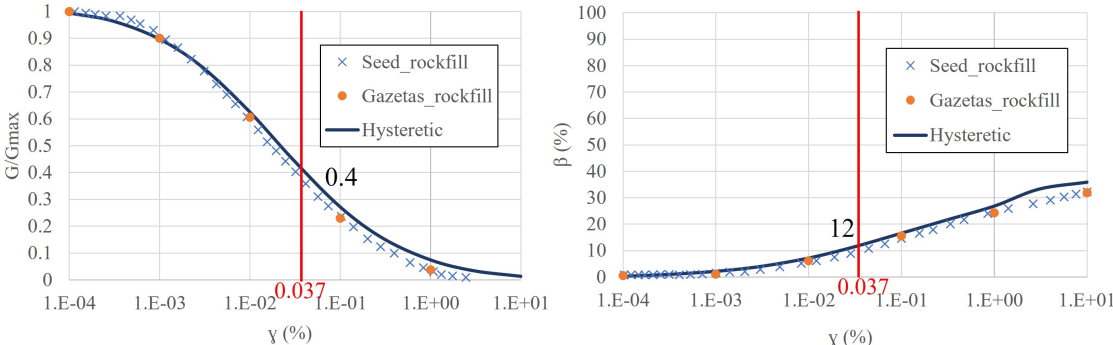 1
0.9
0.8
0.7
0.6
0.5
0.4
0.3
0.2
0.1
0
G/Gmax
Seed_rockfill
Gazetas_rockfill
Hysteretic
0.4
0.037
1.E-04 1.E-03 1.E-02 1.E-01 1.E+00 1.E+01
γ (%)
100
90
80
70
60
50
40
30
20
10
0
β (%)
Seed_rockfill
Gazetas_rockfill
Hysteretic
12
0.037
1.E-04 1.E-03 1.E-02 1.E-01 1.E+00 1.E+01
γ (%)